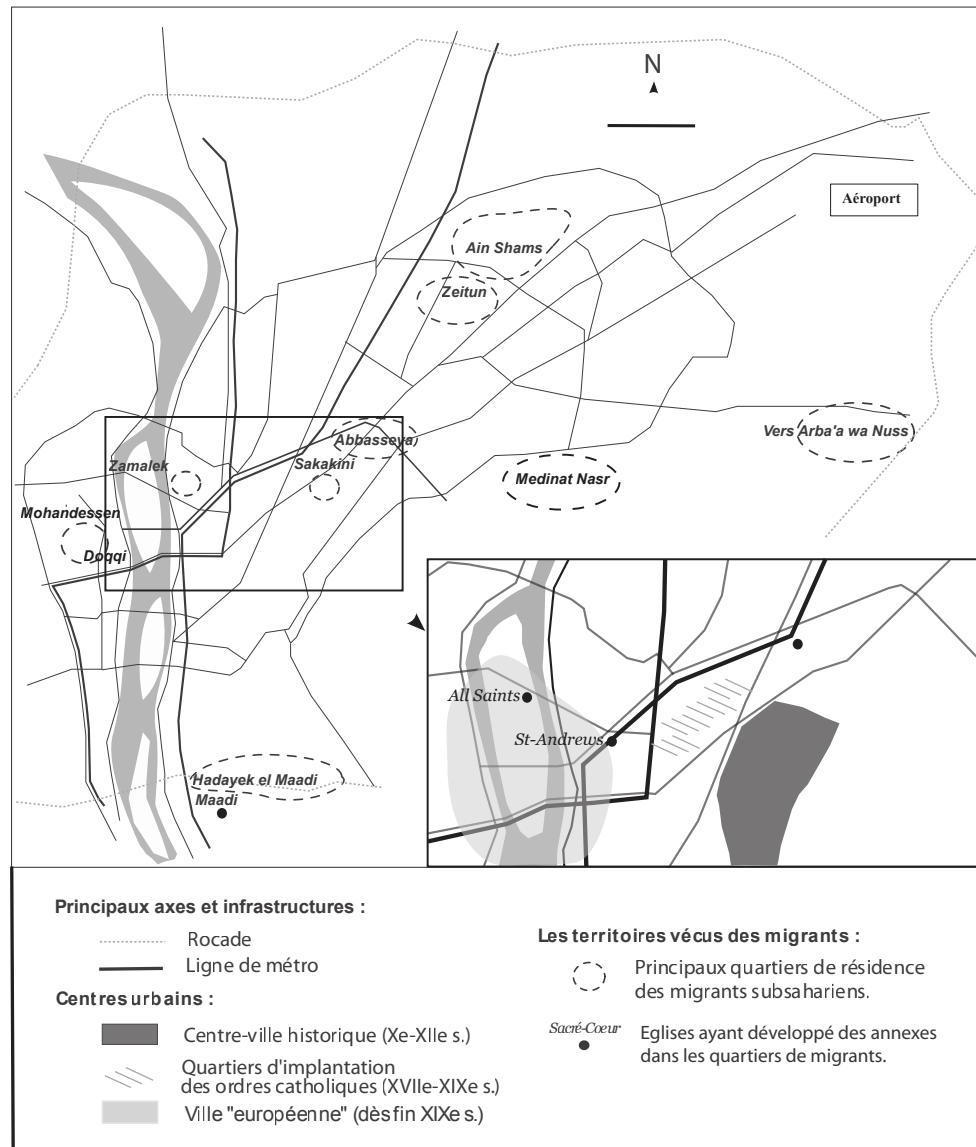 N
Aéroport
Ain Shams
Zeitun
Abbasseya
Vers Arba'a wa Nuss
Zamalek
Sakakini
Medinat Nasr
Mohandessen
Doqqi
All Saints
St-Andrews
Hadayek el Maadi
Maadi
Principaux axes et infrastructures :
Rocade
Ligne de métro
Centres urbains :
Centre-ville historique (Xe-XIIe s.)
Quartiers d'implantation
des ordres catholiques (XVIIe-XIXe s.)
Ville "européenne" (dès fin XIXe s.)
Les territoires vécus des migrants :
Principaux quartiers de résidence
des migrants subsahariens.
Sacré-Coeur
Eglises ayant développé des annexes
dans les quartiers de migrants.